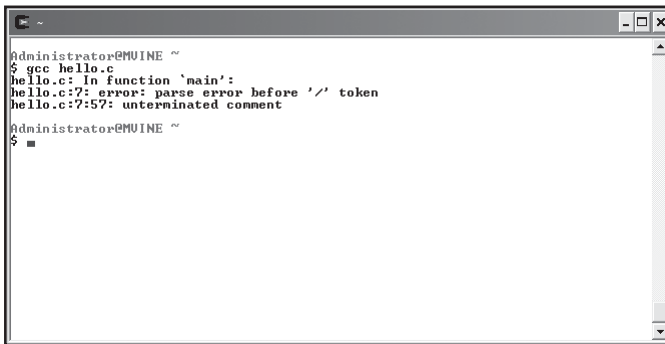 ~
Administrator@MVINE ~
$ gcc hello.c
hello.c: In function `main':
hello.c:7: error: parse error before '/' token
hello.c:7:57: unterminated comment
Administrator@MVINE ~
$